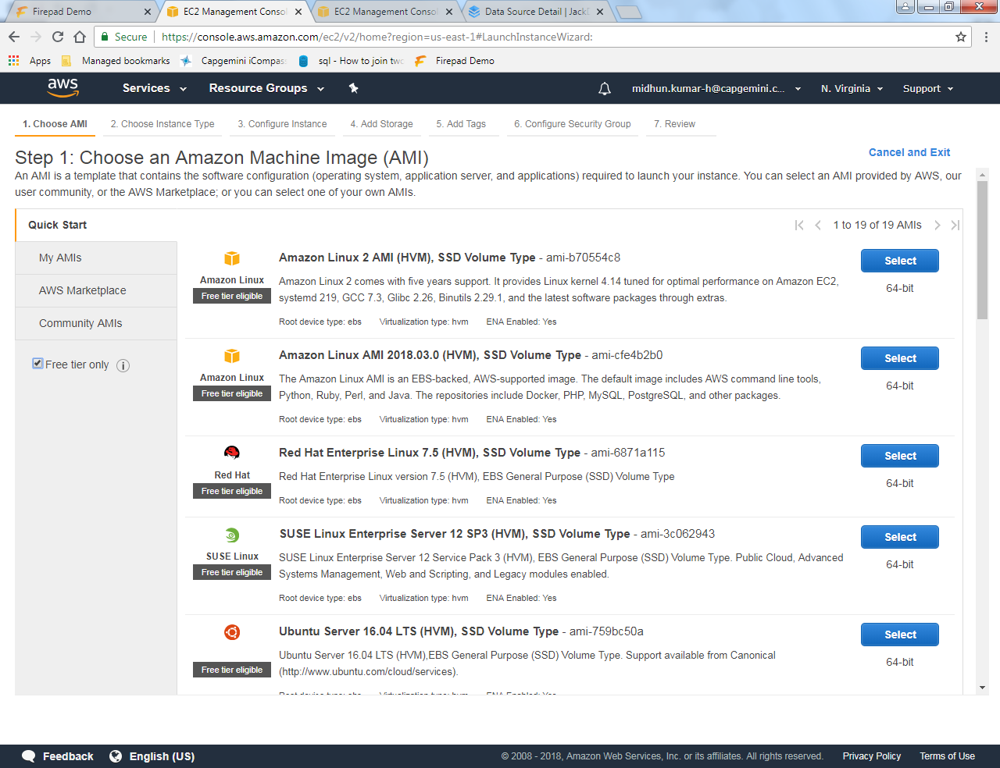 Firepad Demo
EC2 Management Consol
EC2 Management Consol
Data Source Detail | Jack
Secure
https://console.aws.amazon.com/ec2/v2/home?region=us-east-1#LaunchInstanceWizard:
Apps
Managed bookmarks
Capgemini iCompass
sql - How to join two
Firepad Demo
aws
Services
Resource Groups
midhun.kumar-h@capgemini.c...
N. Virginia
Support
1. Choose AMI
2. Choose Instance Type
3. Configure Instance
4. Add Storage
5. Add Tags
6. Configure Security Group
7. Review
Step 1: Choose an Amazon Machine Image (AMI)
Cancel and Exit
An AMI is a template that contains the software configuration (operating system, application server, and applications) required to launch your instance. You can select an AMI provided by AWS, our
user community, or the AWS Marketplace; or you can select one of your own AMIs.
Quick Start
1 to 19 of 19 AMIs
My AMIs
AWS Marketplace
Community AMIs
Free tier only
Amazon Linux
Free tier eligible
Amazon Linux 2 AMI (HVM), SSD Volume Type - ami-b70554c8
Amazon Linux 2 comes with five years support. It provides Linux kernel 4.14 tuned for optimal performance on Amazon EC2,
systemd 219, GCC 7.3, Glibc 2.26, Binutils 2.29.1, and the latest software packages through extras.
Root device type: ebs Virtualization type: hvm ENA Enabled: Yes
Select
64-bit
Amazon Linux
Free tier eligible
Amazon Linux AMI 2018.03.0 (HVM), SSD Volume Type - ami-cfe4b2b0
The Amazon Linux AMI is an EBS-backed, AWS-supported image. The default image includes AWS command line tools,
Python, Ruby, Perl, and Java. The repositories include Docker, PHP, MySQL, PostgreSQL, and other packages.
Root device type: ebs Virtualization type: hvm ENA Enabled: Yes
Select
64-bit
Red Hat
Free tier eligible
Red Hat Enterprise Linux 7.5 (HVM), SSD Volume Type - ami-6871a115
Red Hat Enterprise Linux version 7.5 (HVM), EBS General Purpose (SSD) Volume Type
Root device type: ebs Virtualization type: hvm ENA Enabled: Yes
Select
64-bit
SUSE Linux
Free tier eligible
SUSE Linux Enterprise Server 12 SP3 (HVM), SSD Volume Type - ami-3c062943
SUSE Linux Enterprise Server 12 Service Pack 3 (HVM), EBS General Purpose (SSD) Volume Type. Public Cloud, Advanced
Systems Management, Web and Scripting, and Legacy modules enabled.
Root device type: ebs Virtualization type: hvm ENA Enabled: Yes
Select
64-bit
Free tier eligible
Ubuntu Server 16.04 LTS (HVM), SSD Volume Type - ami-759bc50a
Ubuntu Server 16.04 LTS (HVM),EBS General Purpose (SSD) Volume Type. Support available from Canonical
(http://www.ubuntu.com/cloud/services).
Root device type: ebs Virtualization type: hvm ENA Enabled: Yes
Select
64-bit
Feedback
English (US)
© 2008 - 2018, Amazon Web Services, Inc. or its affiliates. All rights reserved.
Privacy Policy
Terms of Use